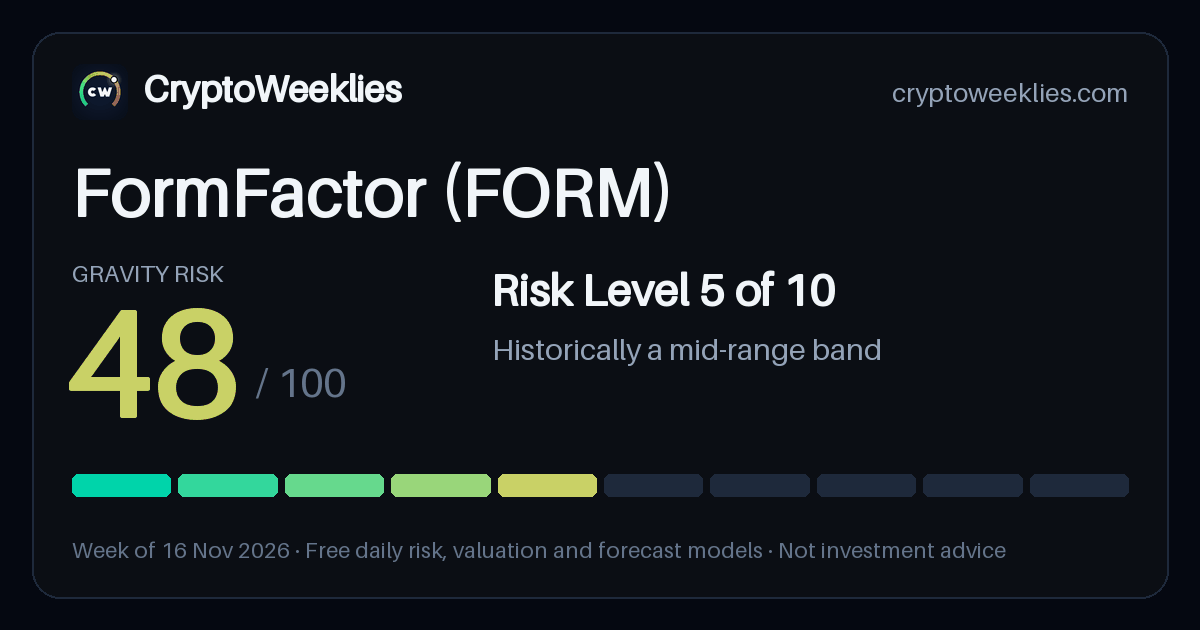 CW
CryptoWeeklies
cryptoweeklies.com
FormFactor (FORM)
GRAVITY RISK
48 / 100
Risk Level 5 of 10
Historically a mid-range band
Week of 16 Nov 2026 · Free daily risk, valuation and forecast models · Not investment advice